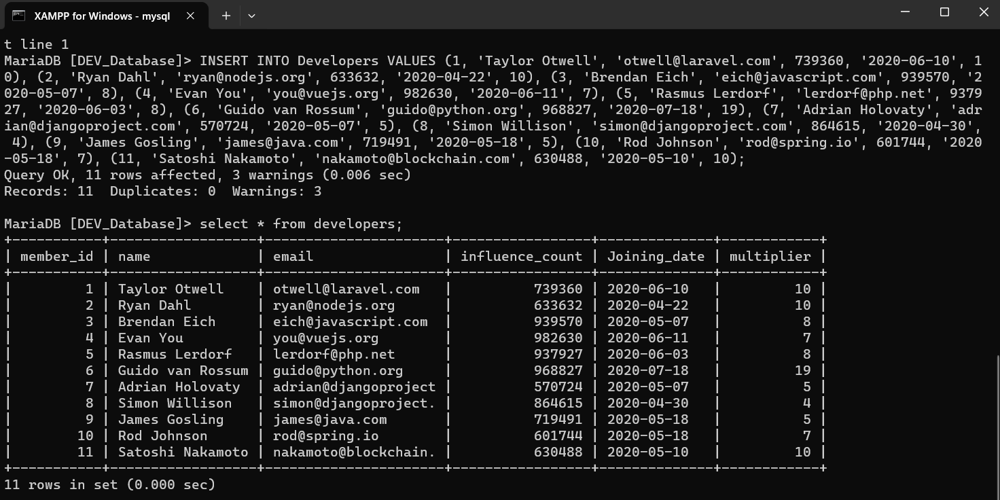 XAMPP for Windows - mysql
t line 1
MariaDB [DEV_Database]> INSERT INTO Developers VALUES (1, 'Taylor Otwell', 'otwell@laravel.com', 739360, '2020-06-10', 1
0), (2, 'Ryan Dahl', 'ryan@nodejs.org', 633632, '2020-04-22', 10), (3, 'Brendan Eich', 'eich@javascript.com', 939570, '2
020-05-07', 8), (4, 'Evan You', 'you@vuejs.org', 982630, '2020-06-11', 7), (5, 'Rasmus Lerdorf', 'lerdorf@php.net', 9379
27, '2020-06-03', 8), (6, 'Guido van Rossum', 'guido@python.org', 968827, '2020-07-18', 19), (7, 'Adrian Holovaty', 'adr
ian@djangoproject.com', 570724, '2020-05-07', 5), (8, 'Simon Willison', 'simon@djangoproject.com', 864615, '2020-04-30',
 4), (9, 'James Gosling', 'james@java.com', 719491, '2020-05-18', 5), (10, 'Rod Johnson', 'rod@spring.io', 601744, '2020
-05-18', 7), (11, 'Satoshi Nakamoto', 'nakamoto@blockchain.com', 630488, '2020-05-10', 10);
Query OK, 11 rows affected, 3 warnings (0.006 sec)
Records: 11  Duplicates: 0  Warnings: 3
MariaDB [DEV_Database]> select * from developers;
+-----------+------------------+----------------------+-----------------+--------------+------------+
| member_id | name             | email                | influence_count | Joining_date | multiplier |
+-----------+------------------+----------------------+-----------------+--------------+------------+
|         1 | Taylor Otwell    | otwell@laravel.com   |          739360 | 2020-06-10   |         10 |
|         2 | Ryan Dahl        | ryan@nodejs.org      |          633632 | 2020-04-22   |         10 |
|         3 | Brendan Eich     | eich@javascript.com  |          939570 | 2020-05-07   |          8 |
|         4 | Evan You         | you@vuejs.org        |          982630 | 2020-06-11   |          7 |
|         5 | Rasmus Lerdorf   | lerdorf@php.net      |          937927 | 2020-06-03   |          8 |
|         6 | Guido van Rossum | guido@python.org     |          968827 | 2020-07-18   |         19 |
|         7 | Adrian Holovaty  | adrian@djangoproject |          570724 | 2020-05-07   |          5 |
|         8 | Simon Willison   | simon@djangoproject. |          864615 | 2020-04-30   |          4 |
|         9 | James Gosling    | james@java.com       |          719491 | 2020-05-18   |          5 |
|        10 | Rod Johnson      | rod@spring.io        |          601744 | 2020-05-18   |          7 |
|        11 | Satoshi Nakamoto | nakamoto@blockchain. |          630488 | 2020-05-10   |         10 |
+-----------+------------------+----------------------+-----------------+--------------+------------+
11 rows in set (0.000 sec)